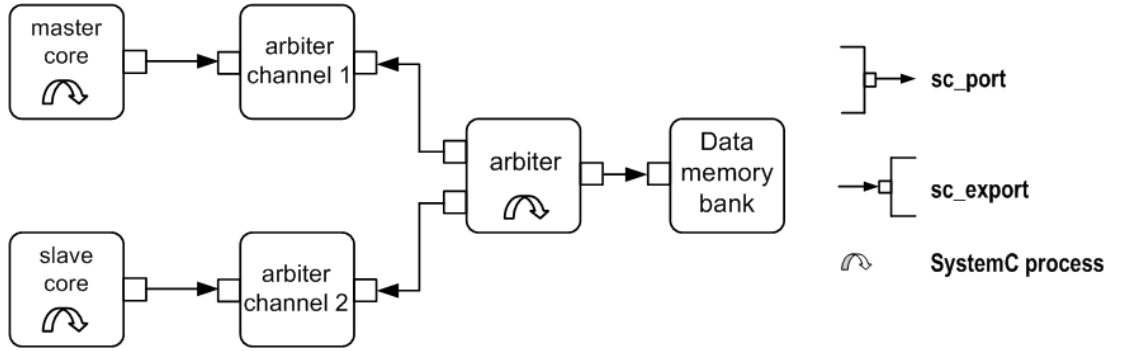 master
core
arbiter
channel 1
sc_port
arbiter
Data
memory
bank
sc_export
slave
core
arbiter
channel 2
SystemC process